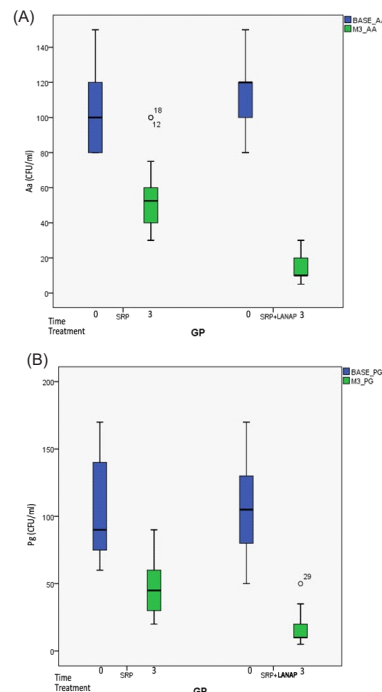 (A)
BASE_AA
M3_AA
140
120
100
80
60
40
20
0
Aa (CFU/ml)
18
12
0
SRP
3
0
SRP+LANAP
3
Time
Treatment
GP
(B)
BASE_PG
M3_PG
200
150
100
50
0
Pg (CFU/ml)
29
0
SRP
3
0
SRP+LANAP
3
Time
Treatment
GP